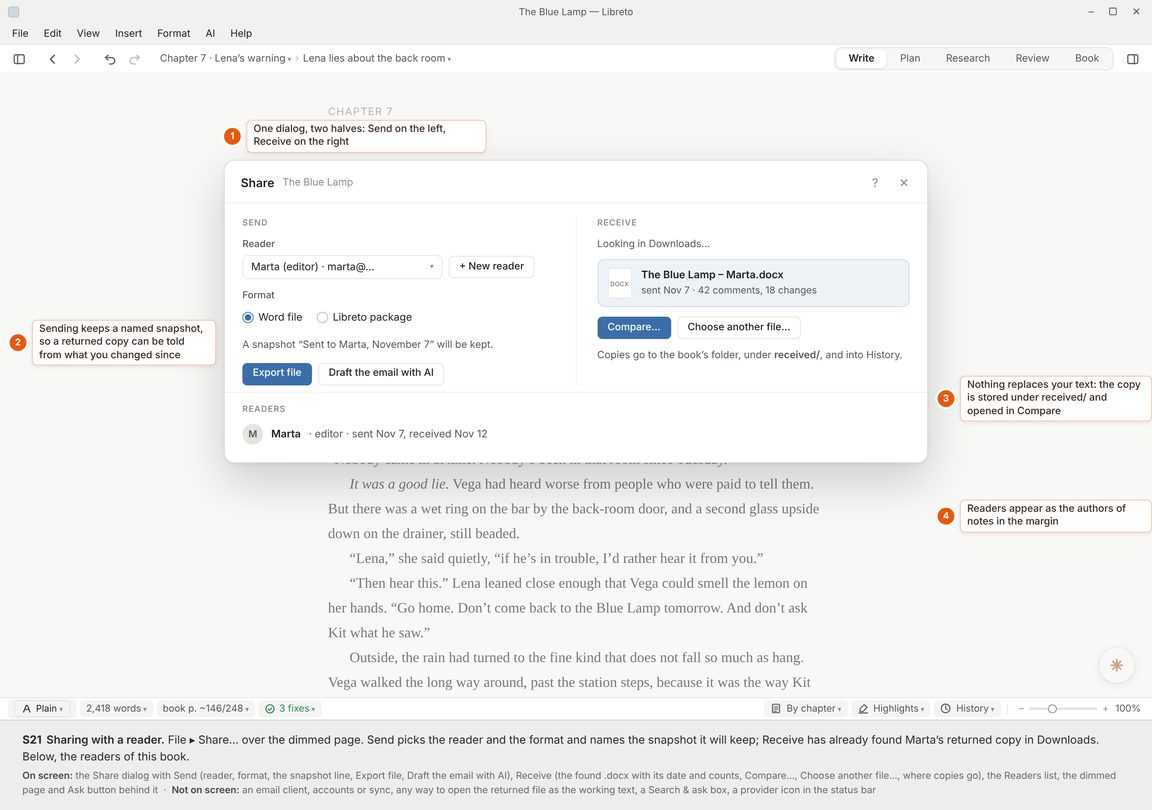 The Blue Lamp — Libreto
File Edit View Insert Format AI Help
Chapter 7 · Lena's warning › Lena lies about the back room
Write Plan Research Review Book
CHAPTER 7
1 One dialog, two halves: Send on the left,
Receive on the right
Share The Blue Lamp ?
SEND
Reader
Marta (editor) · marta@...
+ New reader
Format
Word file Libreto package
A snapshot “Sent to Marta, November 7” will be kept.
Export file Draft the email with AI
RECEIVE
Looking in Downloads...
DOCX
The Blue Lamp – Marta.docx
sent Nov 7 · 42 comments, 18 changes
Compare... Choose another file...
Copies go to the book's folder, under received/, and into History.
READERS
M Marta · editor · sent Nov 7, received Nov 12
2 Sending keeps a named snapshot,
so a returned copy can be told
from what you changed since
3 Nothing replaces your text: the copy
is stored under received/ and
opened in Compare
4 Readers appear as the authors of
notes in the margin
It was a good lie. Vega had heard worse from people who were paid to tell them.
But there was a wet ring on the bar by the back-room door, and a second glass upside
down on the drainer, still beaded.
“Lena,” she said quietly, “if he's in trouble, I'd rather hear it from you.”
“Then hear this.” Lena leaned close enough that Vega could smell the lemon on
her hands. “Go home. Don't come back to the Blue Lamp tomorrow. And don't ask
Kit what he saw.”
Outside, the rain had turned to the fine kind that does not fall so much as hang.
Vega walked the long way around, past the station steps, because it was the way Kit
A Plain 2,418 words book p. ~146/248 3 fixes By chapter Highlights History − + 100%
S21 Sharing with a reader. File ▸ Share... over the dimmed page. Send picks the reader and the format and names the snapshot it will keep; Receive has already found Marta's returned copy in Downloads.
Below, the readers of this book.
On screen: the Share dialog with Send (reader, format, the snapshot line, Export file, Draft the email with AI), Receive (the found .docx with its date and counts, Compare..., Choose another file..., where copies go), the Readers list, the dimmed
page and Ask button behind it · Not on screen: an email client, accounts or sync, any way to open the returned file as the working text, a Search & ask box, a provider icon in the status bar